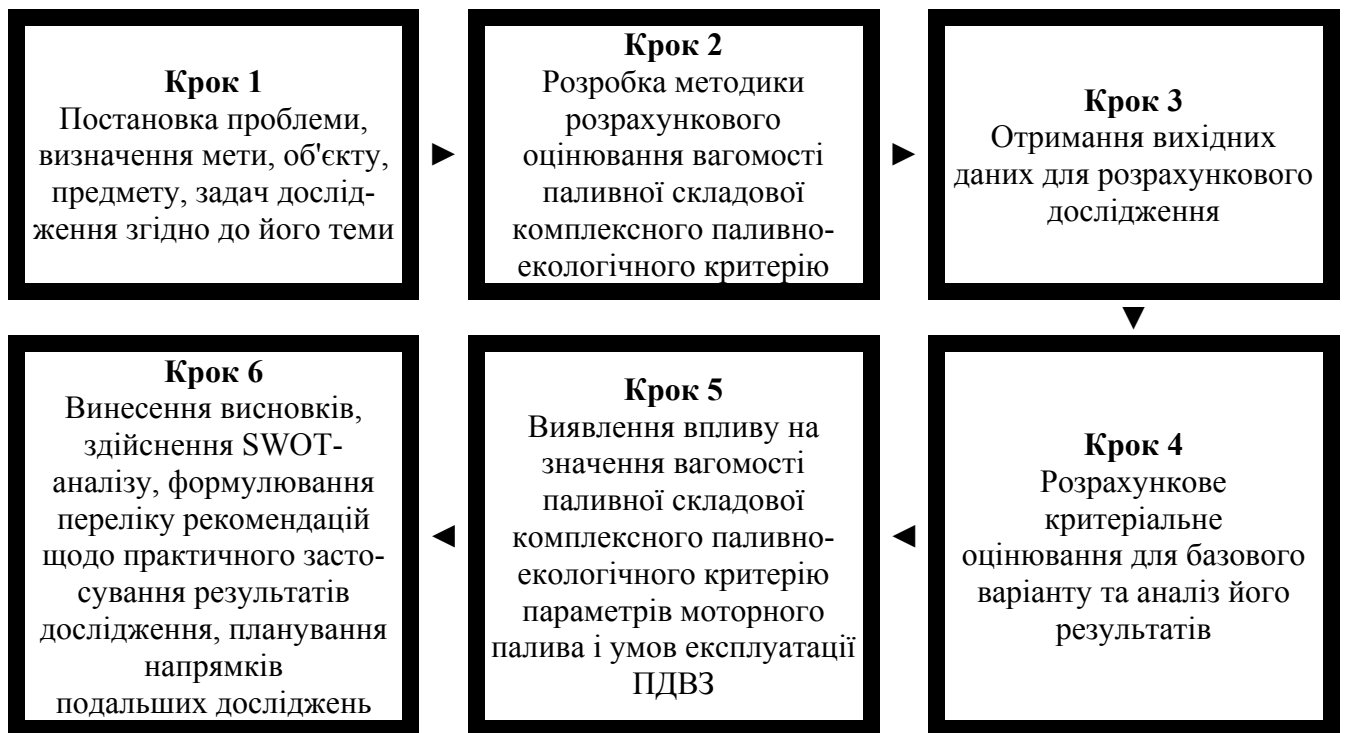 Крок 1
Постановка проблеми,
визначення мети, об'єкту,
предмету, задач дослід-
ження згідно до його теми
Крок 2
Розробка методики
розрахункового
оцінювання вагомості
паливної складової
комплексного паливно-
екологічного критерію
Крок 3
Отримання вихідних
даних для розрахункового
дослідження
Крок 4
Розрахункове
критеріальне
оцінювання для базового
варіанту та аналіз його
результатів
Крок 5
Виявлення впливу на
значення вагомості
паливної складової
комплексного паливно-
екологічного критерію
параметрів моторного
палива і умов експлуатації
ПДВЗ
Крок 6
Винесення висновків,
здійснення SWOT-
аналізу, формулювання
переліку рекомендацій
щодо практичного засто-
сування результатів
дослідження, планування
напрямків
подальших досліджень